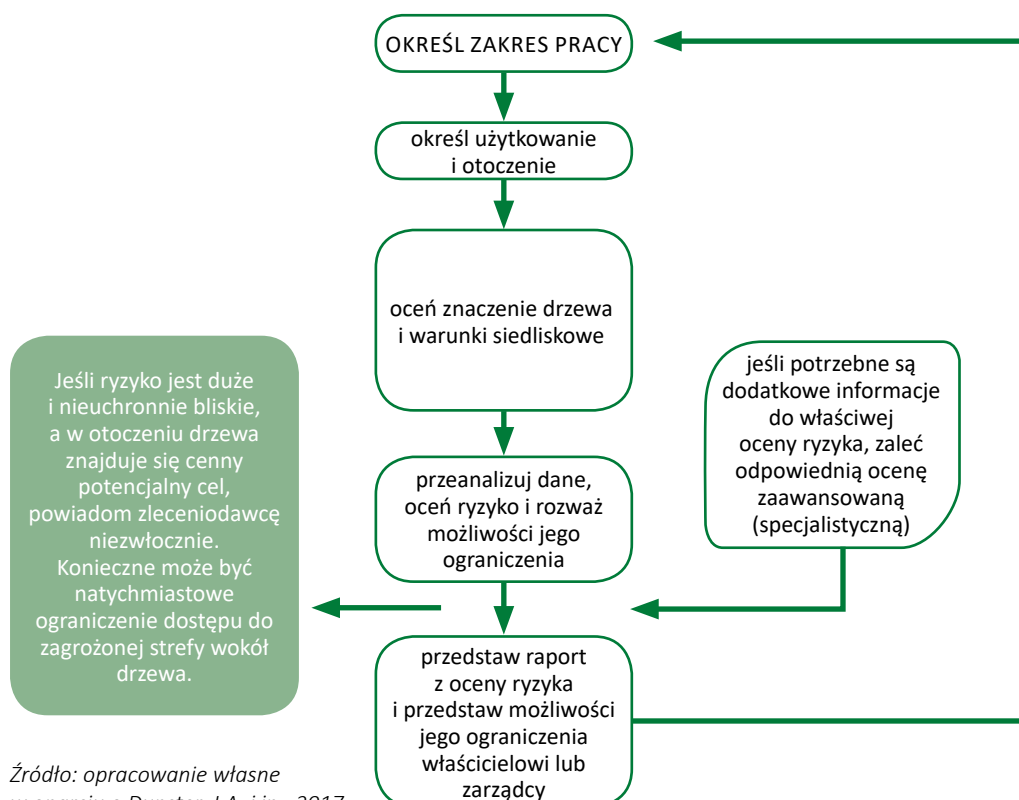 OKREŚL ZAKRES PRACY
określ użytkowanie
i otoczenie
oceń znaczenie drzewa
i warunki siedliskowe
Jeśli ryzyko jest duże
i nieuchronnie bliskie,
a w otoczeniu drzewa
znajduje się cenny
potencjalny cel,
powiadom zleceniodawcę
niezwłocznie.
Konieczne może być
natychmiastowe
ograniczenie dostępu do
zagrożonej strefy wokół
drzewa.
jeśli potrzebne są
dodatkowe informacje
do właściwej
oceny ryzyka, zaleć
odpowiednią ocenę
zaawansowaną
(specjalistyczną)
przeanalizuj dane,
oceń ryzyko i rozważ
możliwości jego
ograniczenia
przedstaw raport
z oceny ryzyka
i przedstaw możliwości
jego ograniczenia
właścicielowi lub
zarządcy
Źródło: opracowanie własne